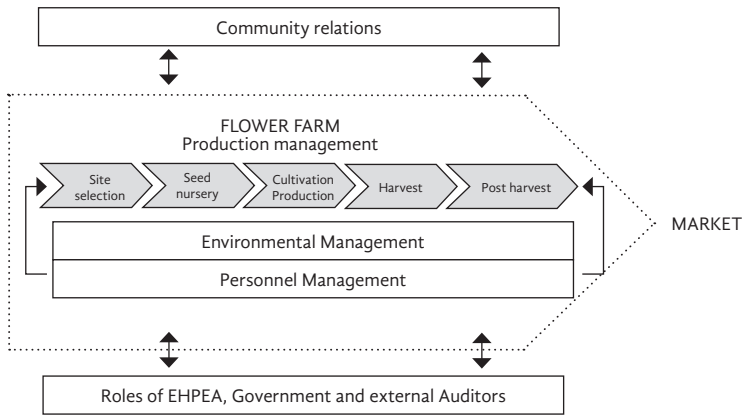 Community relations
FLOWER FARM
Production management
Site
selection
Seed
nursery
Cultivation
Production
Harvest
Post harvest
MARKET
Environmental Management
Personnel Management
Roles of EHPEA, Government and external Auditors